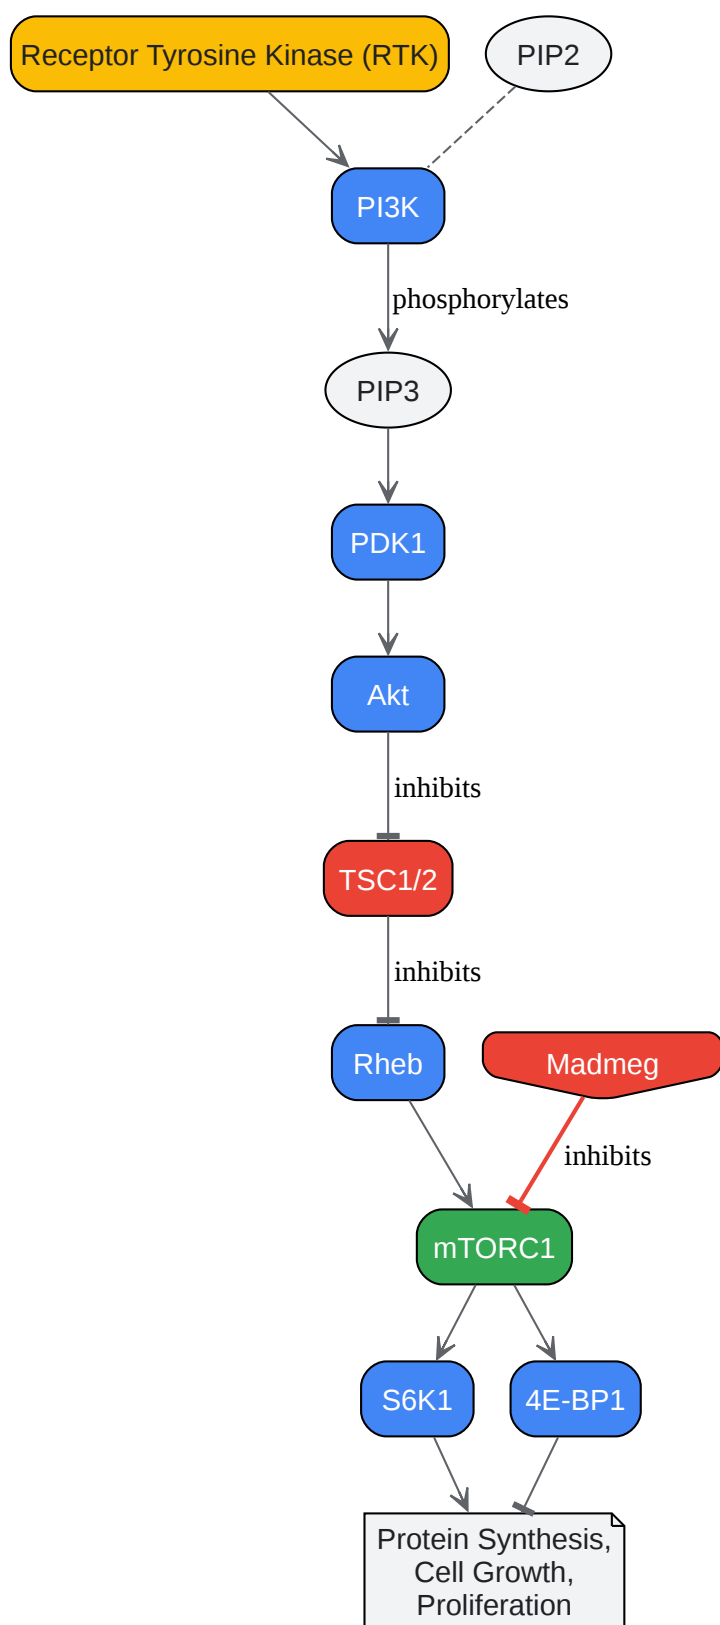 Receptor Tyrosine Kinase (RTK)
PIP2
PI3K
phosphorylates
PIP3
PDK1
Akt
inhibits
TSC1/2
inhibits
Rheb
Madmeg
inhibits
mTORC1
S6K1
4E-BP1
Protein Synthesis,
Cell Growth,
Proliferation